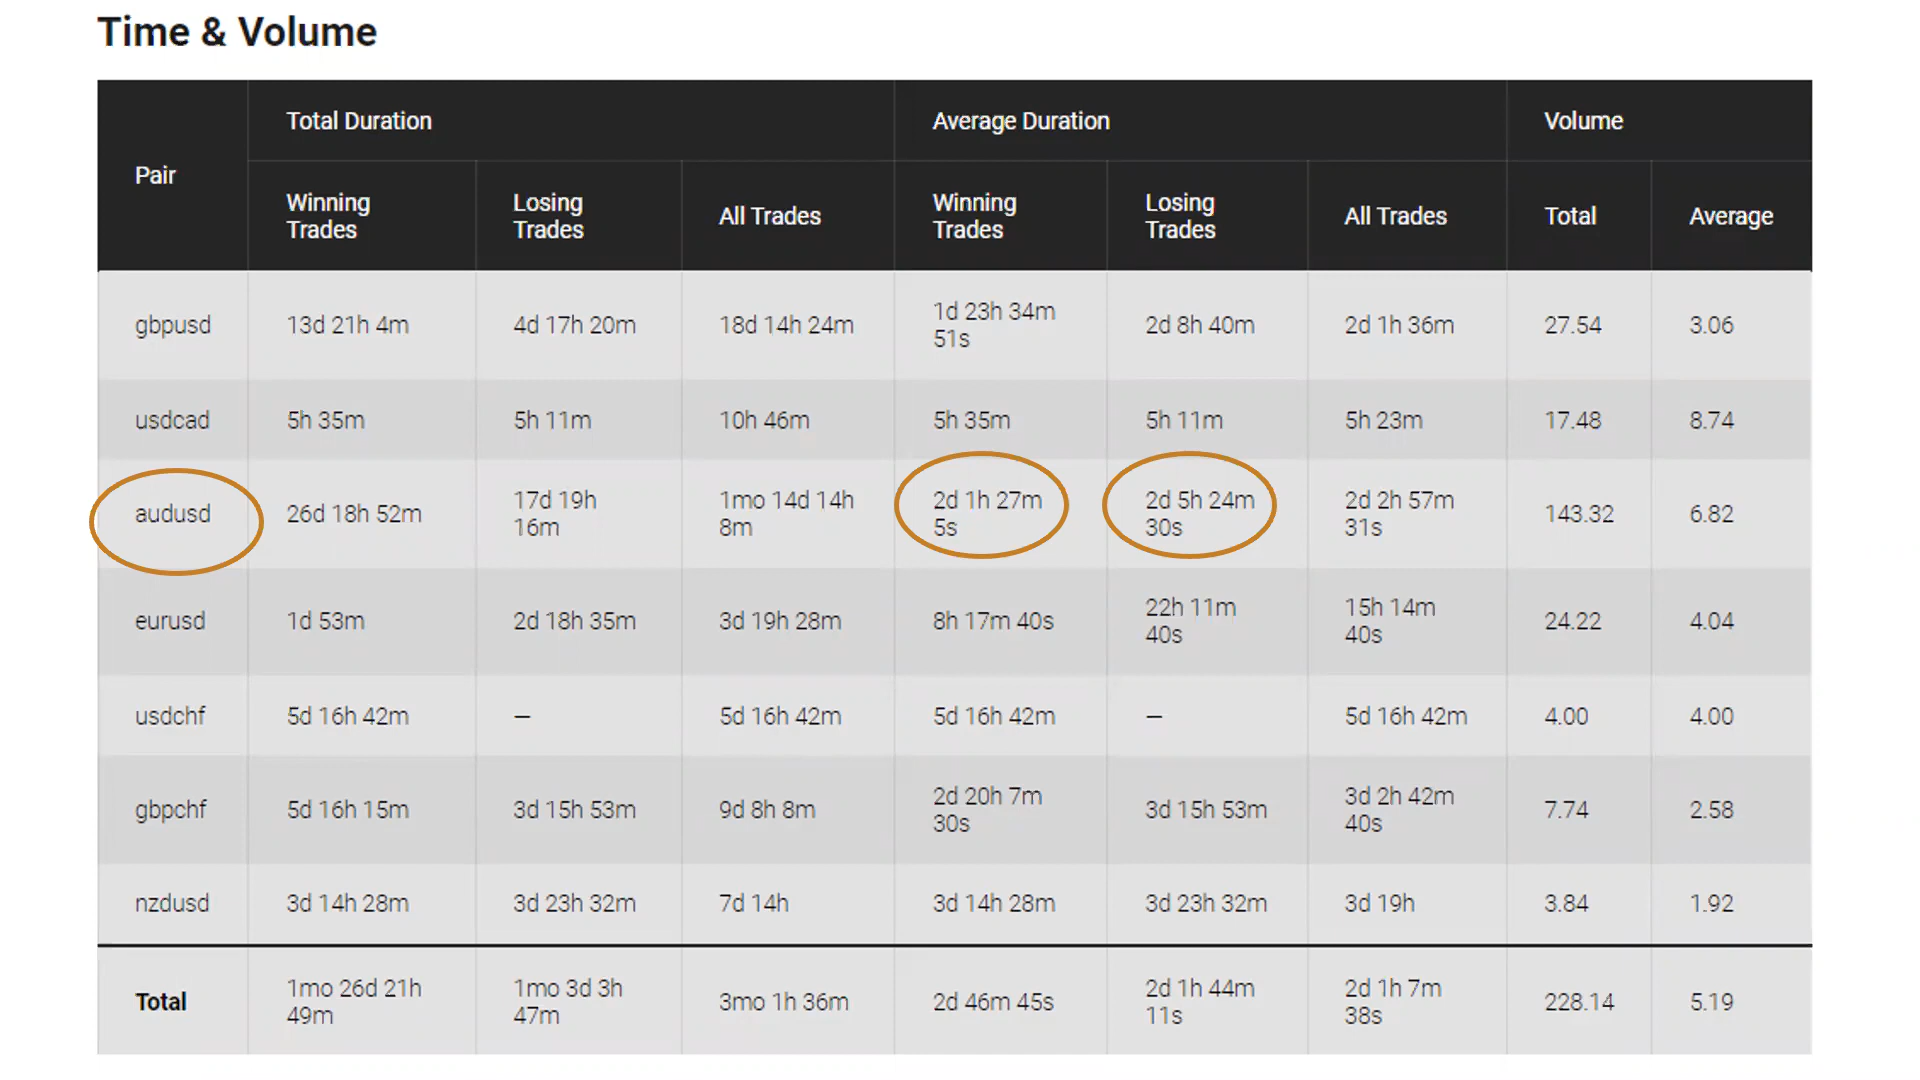 Time & Volume
Pair
Total Duration
Average Duration
Volume
Winning
Trades
Losing
Trades
All Trades
Winning
Trades
Losing
Trades
All Trades
Total
Average
gbpusd
13d 21h 4m
4d 17h 20m
18d 14h 24m
1d 23h 34m
51s
2d 8h 40m
2d 1h 36m
27.54
3.06
usdcad
5h 35m
5h 11m
10h 46m
5h 35m
5h 11m
5h 23m
17.48
8.74
audusd
26d 18h 52m
17d 19h
16m
1mo 14d 14h
8m
2d 1h 27m
5s
2d 5h 24m
30s
2d 2h 57m
31s
143.32
6.82
eurusd
1d 53m
2d 18h 35m
3d 19h 28m
8h 17m 40s
22h 11m
40s
15h 14m
40s
24.22
4.04
usdchf
5d 16h 42m
–
5d 16h 42m
5d 16h 42m
–
5d 16h 42m
4.00
4.00
gbpchf
5d 16h 15m
3d 15h 53m
9d 8h 8m
2d 20h 7m
30s
3d 15h 53m
3d 2h 42m
40s
7.74
2.58
nzdusd
3d 14h 28m
3d 23h 32m
7d 14h
3d 14h 28m
3d 23h 32m
3d 19h
3.84
1.92
Total
1mo 26d 21h
49m
1mo 3d 3h
47m
3mo 1h 36m
2d 46m 45s
2d 1h 44m
11s
2d 1h 7m
38s
228.14
5.19